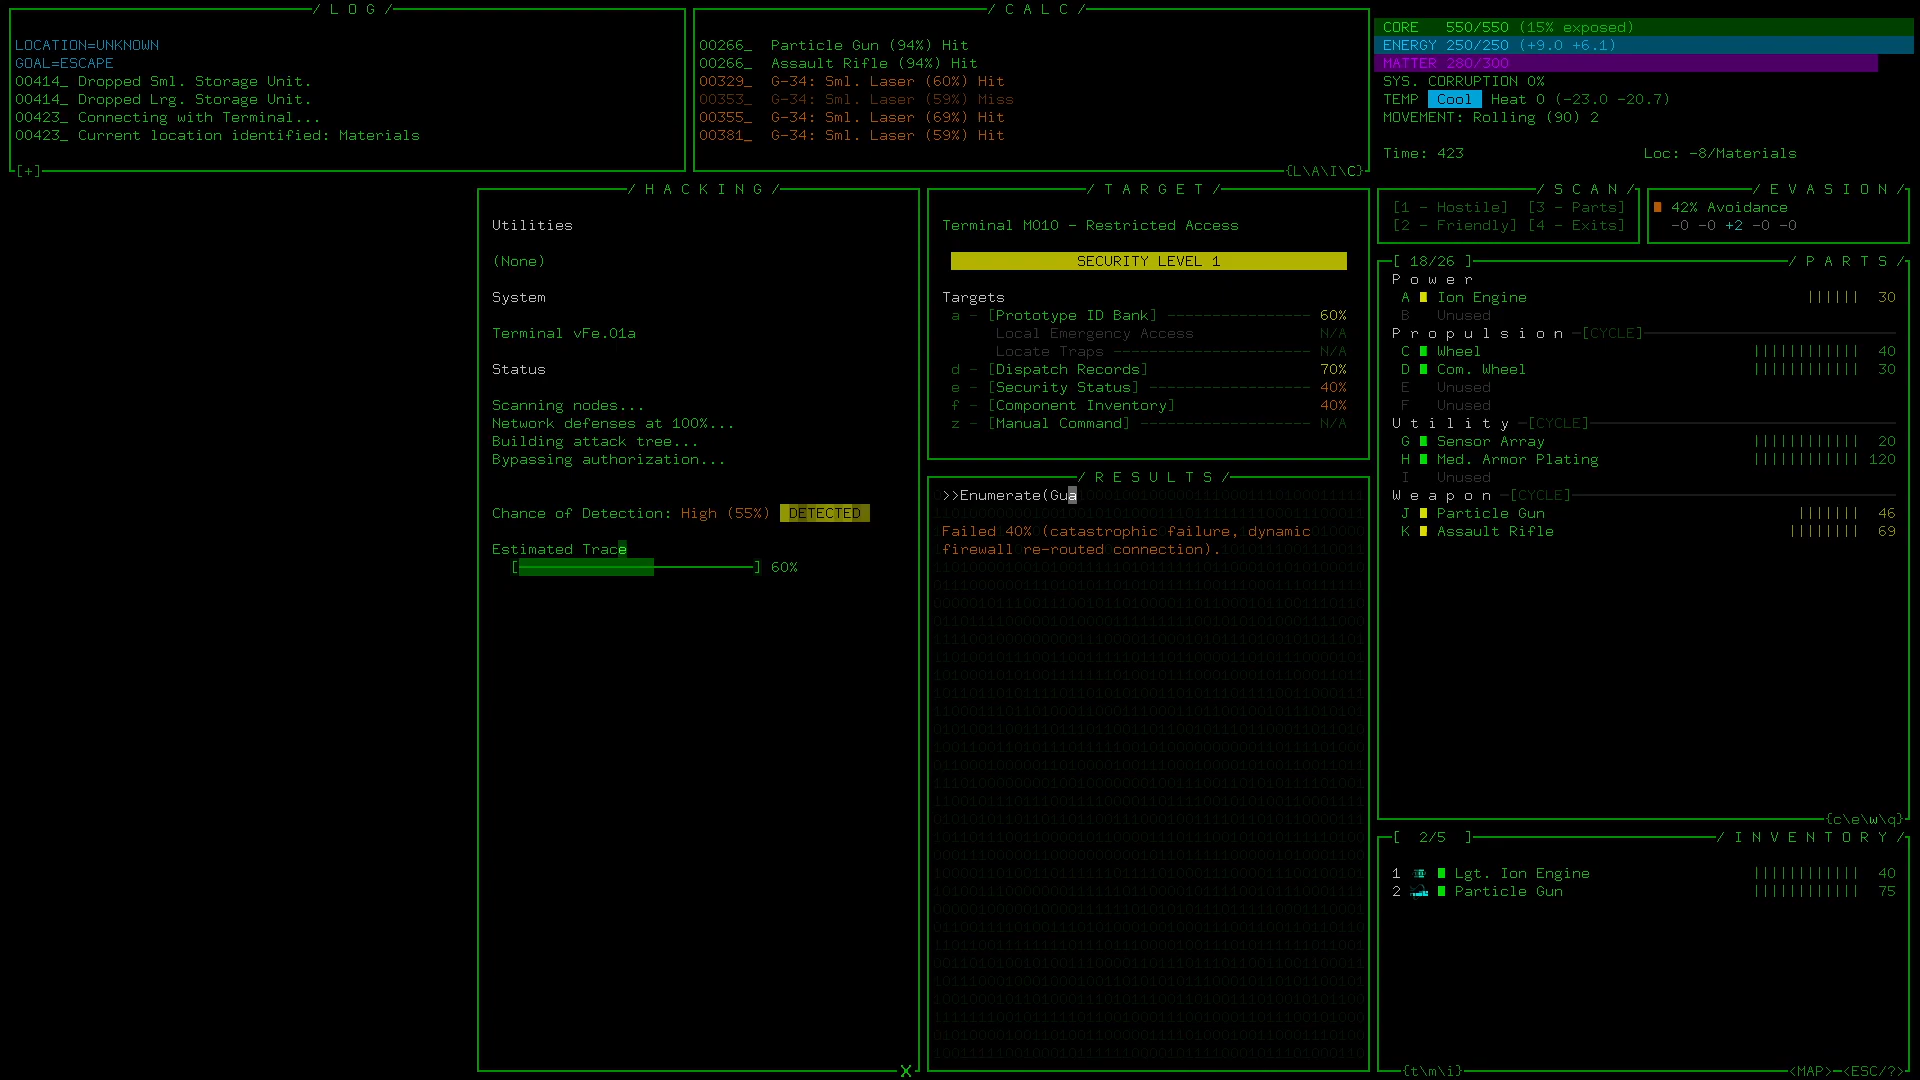 / L O G /
LOCATION=UNKNOWN
GOAL=ESCAPE
00414_ Dropped Sml. Storage Unit.
00414_ Dropped Lrg. Storage Unit.
00423_ Connecting with Terminal...
00423_ Current location identified: Materials
[+]
/ C A L C /
00266_ Particle Gun (94%) Hit
00266_ Assault Rifle (94%) Hit
00329_ G-34: Sml. Laser (60%) Hit
00353_ G-34: Sml. Laser (59%) Miss
00355_ G-34: Sml. Laser (69%) Hit
00381_ G-34: Sml. Laser (59%) Hit
{L\A\I\C}
CORE 550/550 (15% exposed)
ENERGY 250/250 (+9.0 +6.1)
MATTER 280/300
SYS. CORRUPTION 0%
TEMP Cool Heat 0 (-23.0 -20.7)
MOVEMENT: Rolling (90) 2
Time: 423 Loc: -8/Materials
/ H A C K I N G /
Utilities
(None)
System
Terminal vFe.01a
Status
Scanning nodes...
Network defenses at 100%...
Building attack tree...
Bypassing authorization...
Chance of Detection: High (55%) DETECTED
Estimated Trace
[ ] 60%
X
/ T A R G E T /
Terminal M010 - Restricted Access
SECURITY LEVEL 1
Targets
a - [Prototype ID Bank] 60%
Local Emergency Access N/A
Locate Traps N/A
d - [Dispatch Records] 70%
e - [Security Status] 40%
f - [Component Inventory] 40%
z - [Manual Command] N/A
/ R E S U L T S /
>>Enumerate(Gua
Failed 40% (catastrophic failure, dynamic
firewall re-routed connection).
/ S C A N /
[1 - Hostile] [3 - Parts]
[2 - Friendly] [4 - Exits]
/ E V A S I O N /
42% Avoidance
-0 -0 +2 -0 -0
[ 18/26 ] / P A R T S /
P o w e r
A Ion Engine 30
B Unused
P r o p u l s i o n [CYCLE]
C Wheel 40
D Com. Wheel 30
E Unused
F Unused
U t i l i t y [CYCLE]
G Sensor Array 20
H Med. Armor Plating 120
I Unused
W e a p o n [CYCLE]
J Particle Gun 46
K Assault Rifle 69
{c\e\w\q}
[ 2/5 ] / I N V E N T O R Y /
1 Lgt. Ion Engine 40
2 Particle Gun 75
{t\m\i} <MAP>-<ESC/?>